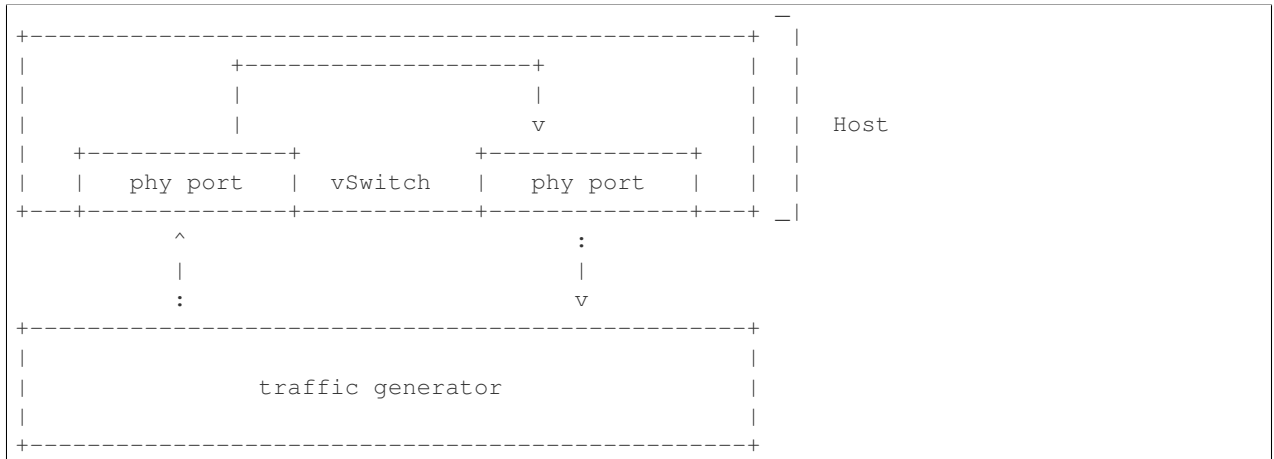 _
+--------------------------------------------------+  |
|              +--------------------+              |  |
|              |                    |              |  |
|              |                    v              |  |  Host
|   +--------------+            +--------------+   |  |
|   |   phy port   |  vSwitch   |   phy port   |   |  |
+---+--------------+------------+--------------+---+ _|
           ^                           :
           |                           |
           :                           v
+--------------------------------------------------+
|                                                  |
|                traffic generator                 |
|                                                  |
+--------------------------------------------------+